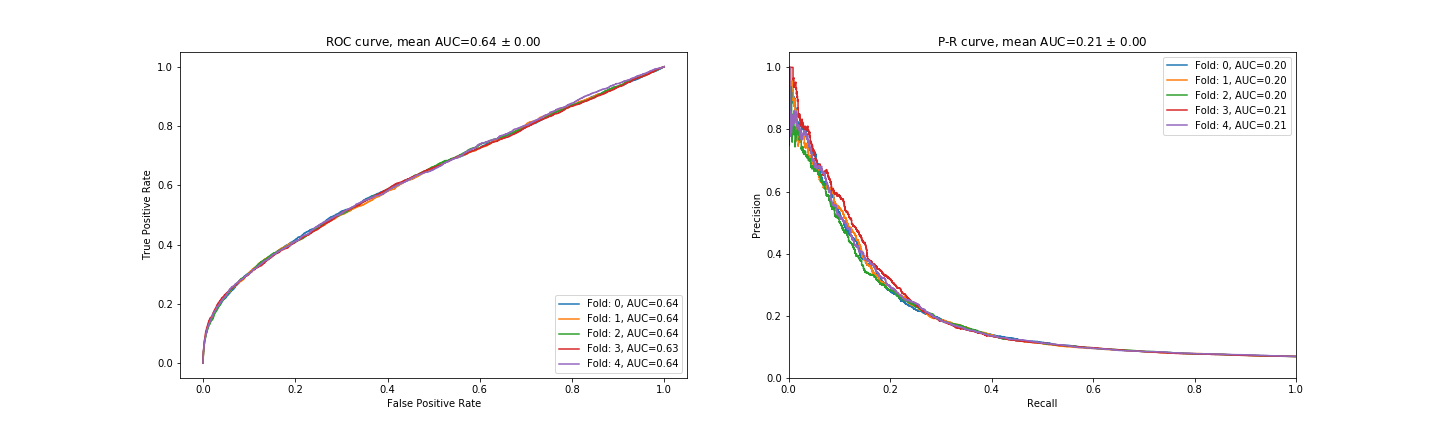 ROC curve, mean AUC=0.64 ± 0.00
True Positive Rate
1.0
0.8
0.6
0.4
0.2
0.0
Fold: 0, AUC=0.64
Fold: 1, AUC=0.64
Fold: 2, AUC=0.64
Fold: 3, AUC=0.63
Fold: 4, AUC=0.64
0.0 0.2 0.4 0.6 0.8 1.0
False Positive Rate
P-R curve, mean AUC=0.21 ± 0.00
Precision
1.0
0.8
0.6
0.4
0.2
0.0
Fold: 0, AUC=0.20
Fold: 1, AUC=0.20
Fold: 2, AUC=0.20
Fold: 3, AUC=0.21
Fold: 4, AUC=0.21
0.0 0.2 0.4 0.6 0.8 1.0
Recall